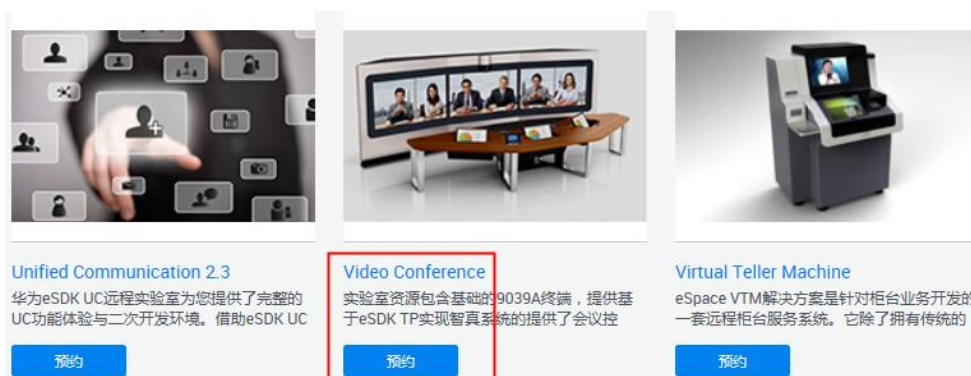 Unified Communication 2.3
华为eSDK UC远程实验室为您提供了完整的
UC功能体验与二次开发环境。借助eSDK UC
预约
Video Conference
实验室资源包含基础的9039A终端，提供基
于eSDK TP实现智真系统的提供了会议控
预约
Virtual Teller Machine
eSpace VTM解决方案是针对柜台业务开发的
一套远程柜台服务系统。它除了拥有传统的
预约